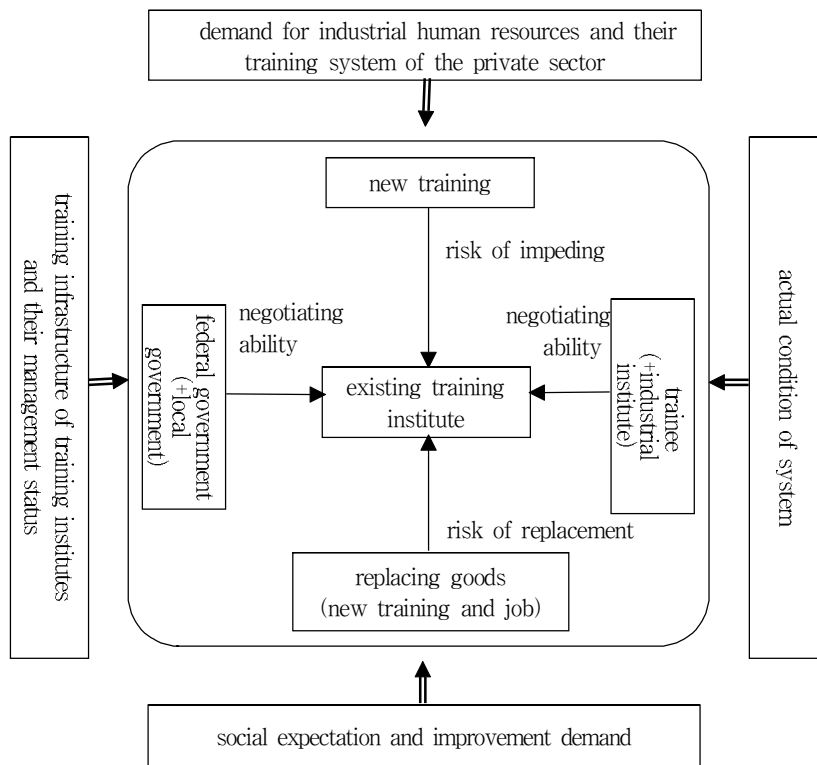 demand for industrial human resources and their
training system of the private sector
training infrastructure of training institutes
and their management status
new training
risk of impeding
federal government
(+local
government)
negotiating
ability
existing training
institute
negotiating
ability
trainee
(+industrial
institute)
actual condition of system
risk of replacement
replacing goods
(new training and job)
social expectation and improvement demand